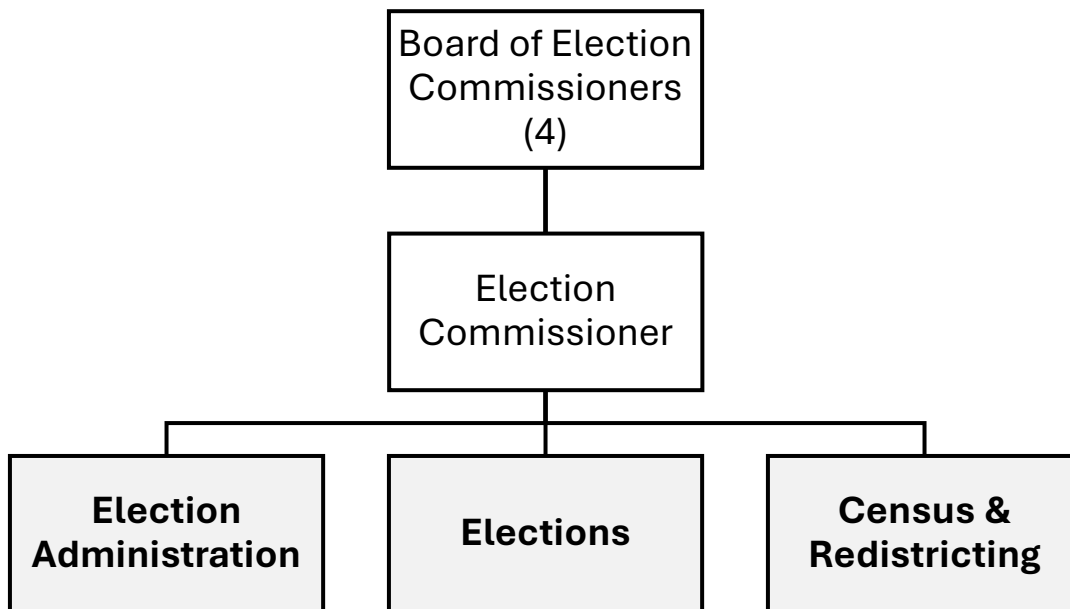 Board of Election
Commissioners
(4)
Election
Commissioner
Election
Administration
Elections
Census &
Redistricting